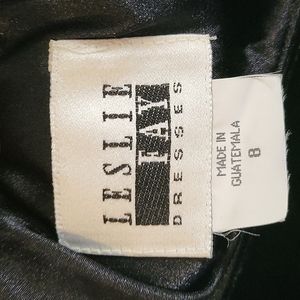 LESLIE
FAY
DRESSES
MADE IN
GUATEMALA
8